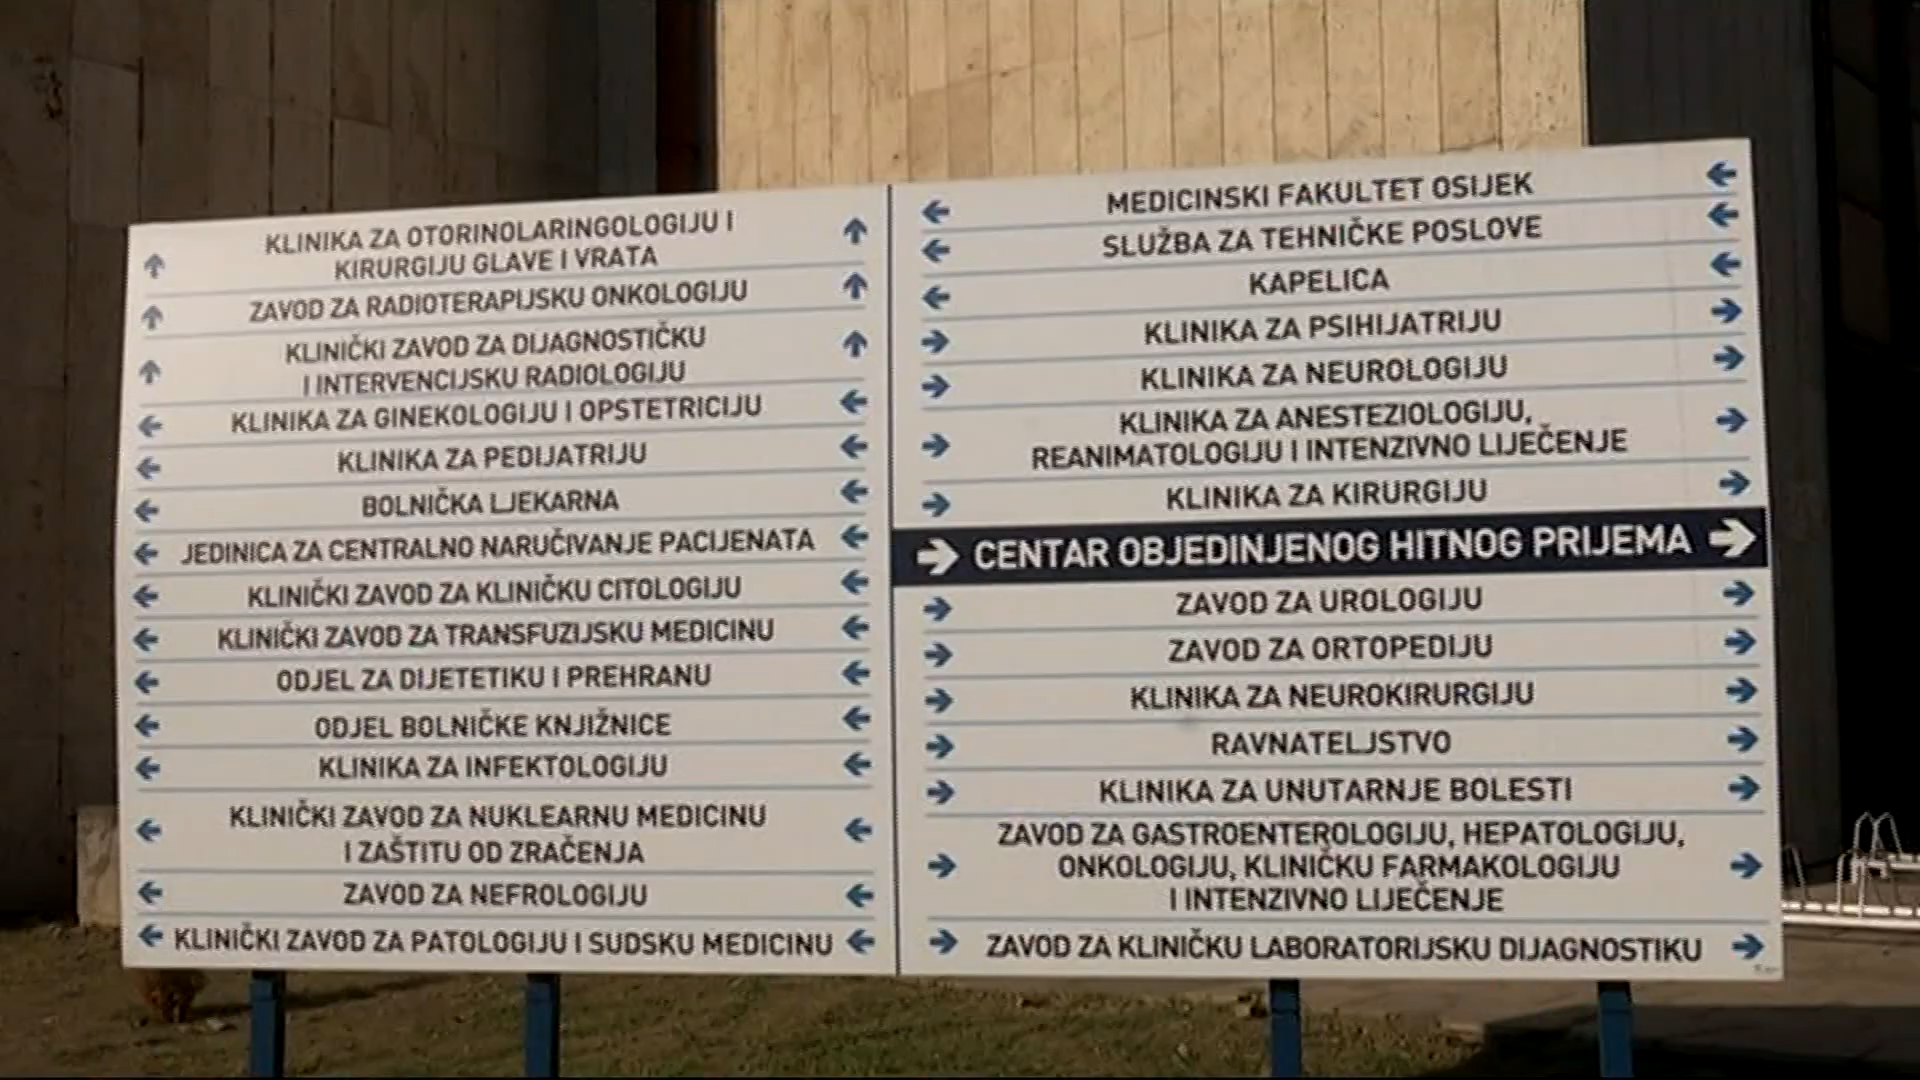 KLINIKA ZA OTORINOLARINGOLOGIJU I
KIRURGIJU GLAVE I VRATA
ZAVOD ZA RADIOTERAPIJSKU ONKOLOGIJU
KLINIČKI ZAVOD ZA DIJAGNOSTIČKU
I INTERVENCIJSKU RADIOLOGIJU
KLINIKA ZA GINEKOLOGIJU I OPSTETRICIJU
KLINIKA ZA PEDIJATRIJU
BOLNIČKA LJEKARNA
JEDINICA ZA CENTRALNO NARUČIVANJE PACIJENATA
KLINIČKI ZAVOD ZA KLINIČKU CITOLOGIJU
KLINIČKI ZAVOD ZA TRANSFUZIJSKU MEDICINU
ODJEL ZA DIJETETIKU I PREHRANU
ODJEL BOLNIČKE KNJIŽNICE
KLINIKA ZA INFEKTOLOGIJU
KLINIČKI ZAVOD ZA NUKLEARNU MEDICINU
I ZAŠTITU OD ZRAČENJA
ZAVOD ZA NEFROLOGIJU
KLINIČKI ZAVOD ZA PATOLOGIJU I SUDSKU MEDICINU
MEDICINSKI FAKULTET OSIJEK
SLUŽBA ZA TEHNIČKE POSLOVE
KAPELICA
KLINIKA ZA PSIHIJATRIJU
KLINIKA ZA NEUROLOGIJU
KLINIKA ZA ANESTEZIOLOGIJU,
REANIMATOLOGIJU I INTENZIVNO LIJEČENJE
KLINIKA ZA KIRURGIJU
CENTAR OBJEDINJENOG HITNOG PRIJEMA
ZAVOD ZA UROLOGIJU
ZAVOD ZA ORTOPEDIJU
KLINIKA ZA NEUROKIRURGIJU
RAVNATELJSTVO
KLINIKA ZA UNUTARNJE BOLESTI
ZAVOD ZA GASTROENTEROLOGIJU, HEPATOLOGIJU,
ONKOLOGIJU, KLINIČKU FARMAKOLOGIJU
I INTENZIVNO LIJEČENJE
ZAVOD ZA KLINIČKU LABORATORIJSKU DIJAGNOSTIKU